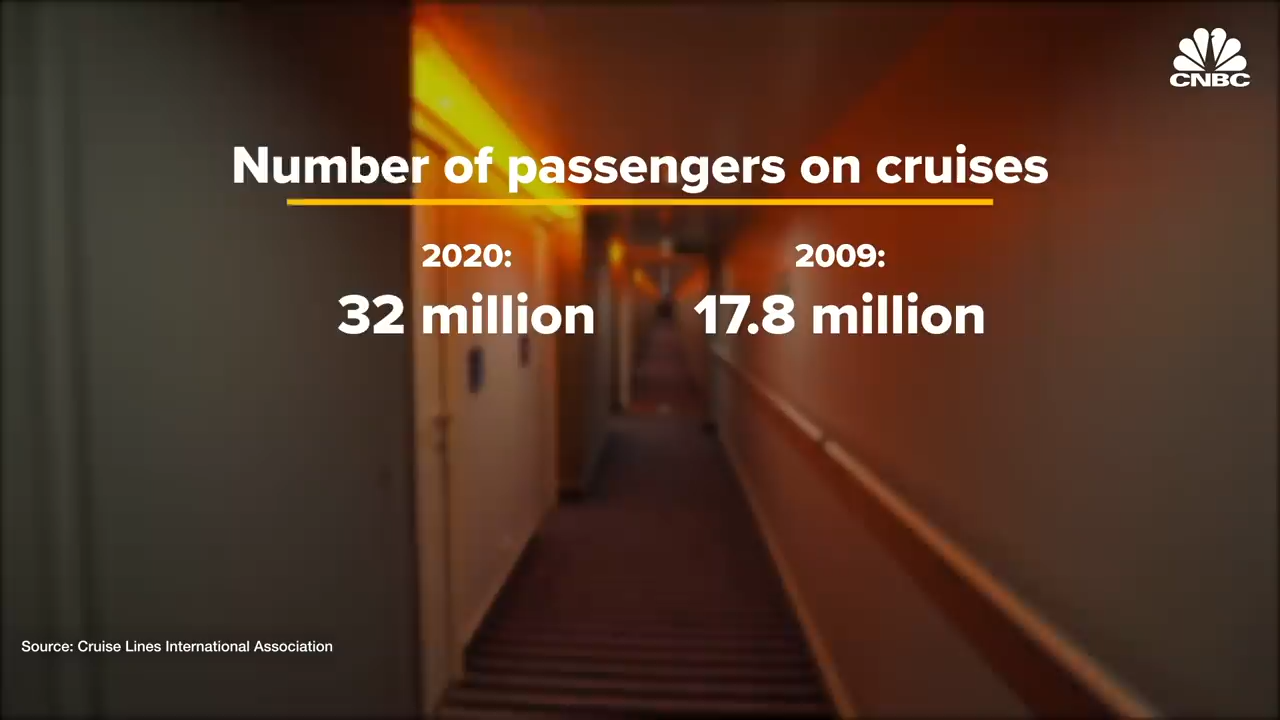 CNBC
Number of passengers on cruises
2020:
32 million
2009:
17.8 million
Source: Cruise Lines International Association